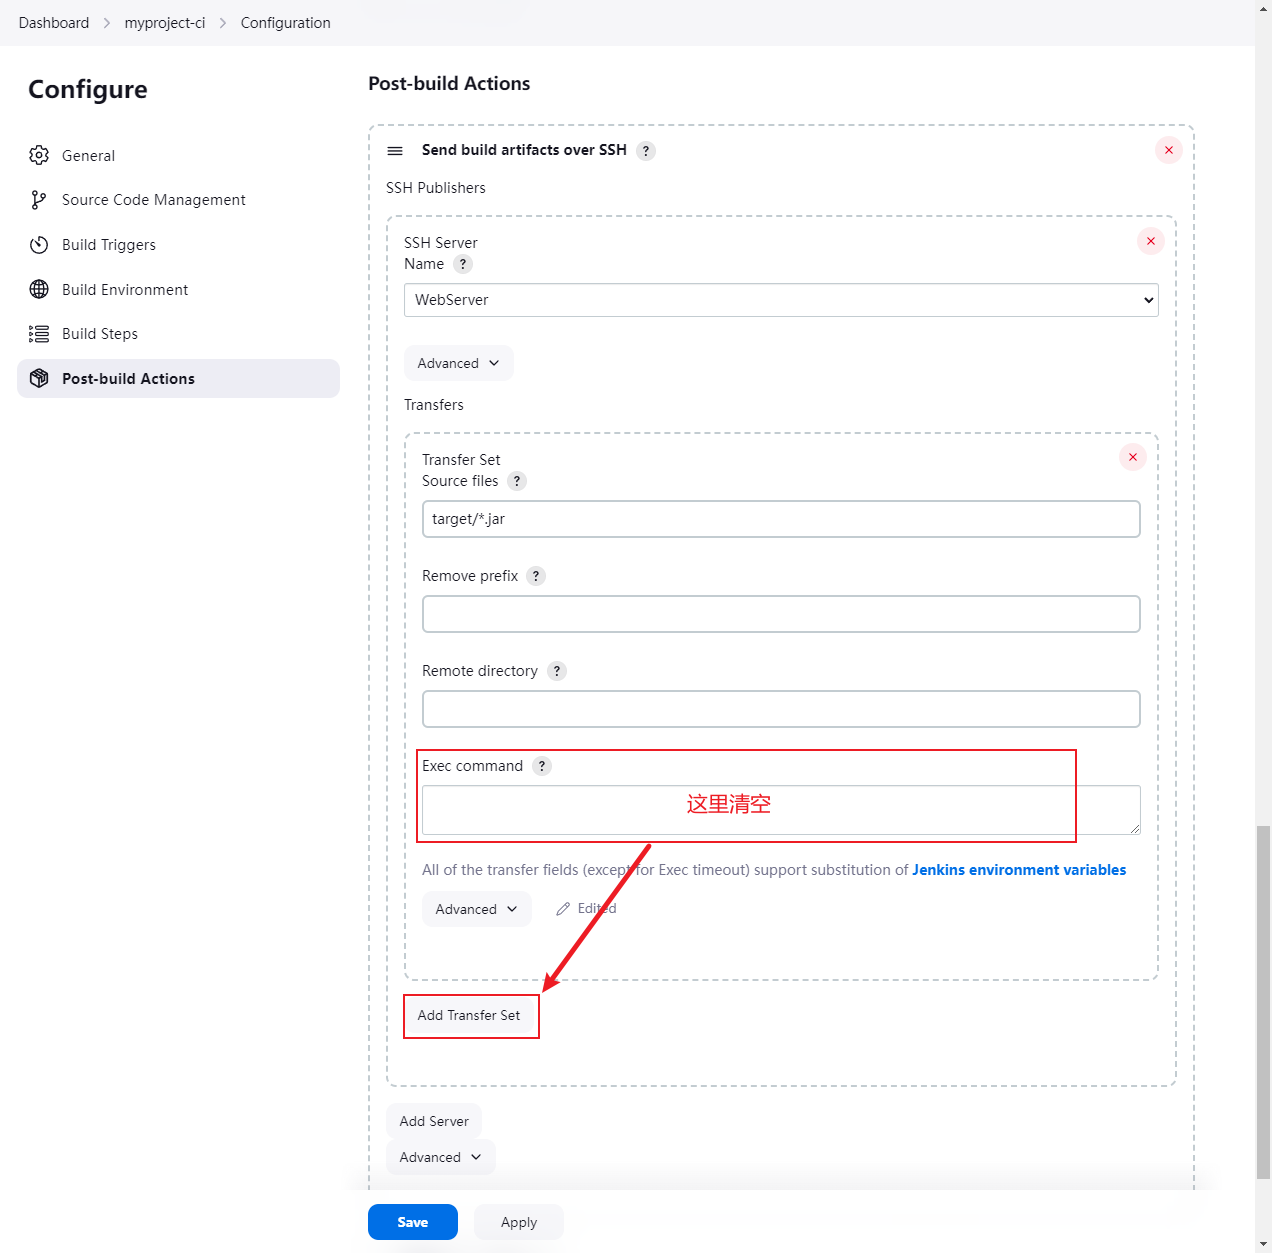 Dashboard > myproject-ci > Configuration
Configure
General
Source Code Management
Build Triggers
Build Environment
Build Steps
Post-build Actions
Post-build Actions
Send build artifacts over SSH ?
SSH Publishers
SSH Server
Name ?
WebServer
Advanced
Transfers
Transfer Set
Source files ?
target/*.jar
Remove prefix ?
Remote directory ?
Exec command ?
这里清空
All of the transfer fields (except for Exec timeout) support substitution of Jenkins environment variables
Advanced
Edited
Add Transfer Set
Add Server
Advanced
Save
Apply